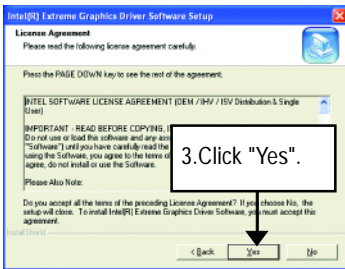 Intel(R) Extreme Graphics Driver Software Setup
License Agreement
Please read the following license agreement carefully.
Press the PAGE DOWN key to see the rest of the agreement.
INTEL SOFTWARE LICENSE AGREEMENT (OEM / IHV / ISV Distribution & Single
User)
IMPORTANT - READ BEFORE COPYING, I
Do not use or load this software and any ass
"Software") until you have carefully read the
using the Software, you agree to the terms of
agree, do not install or use the Software.
Please Also Note:
3.Click "Yes".
Do you accept all the terms of the preceding License Agreement? If you choose No, the
setup will close. To install Intel(R) Extreme Graphics Driver Software, you must accept this
agreement.
InstallShield
< Back
Yes
No